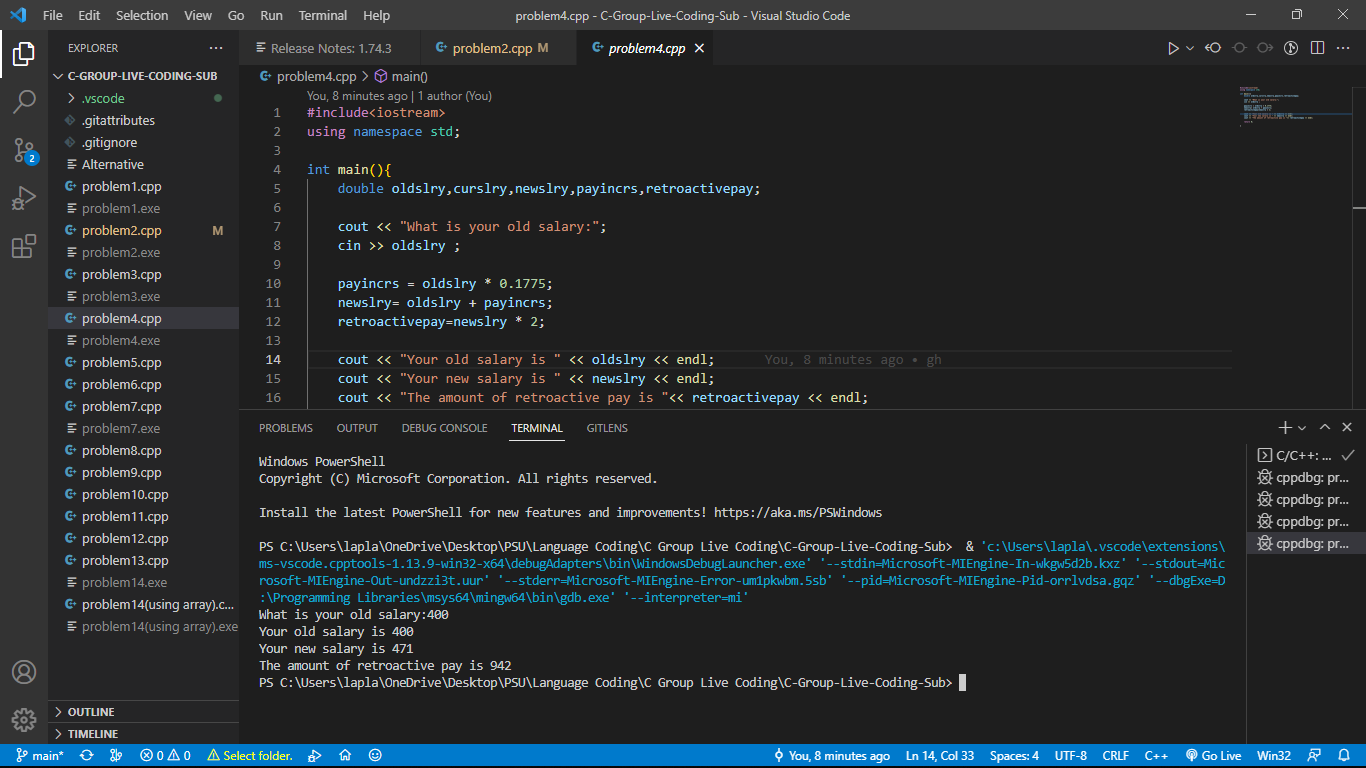 File Edit Selection View Go Run Terminal Help
problem4.cpp - C-Group-Live-Coding-Sub - Visual Studio Code
EXPLORER
C-GROUP-LIVE-CODING-SUB
.vscode
.gitattributes
.gitignore
Alternative
problem1.cpp
problem1.exe
problem2.cpp M
problem2.exe
problem3.cpp
problem3.exe
problem4.cpp
problem4.exe
problem5.cpp
problem6.cpp
problem7.cpp
problem7.exe
problem8.cpp
problem9.cpp
problem10.cpp
problem11.cpp
problem12.cpp
problem13.cpp
problem14.exe
problem14(using array).c...
problem14(using array).exe
OUTLINE
TIMELINE
2
Release Notes: 1.74.3
problem2.cpp M
problem4.cpp
problem4.cpp > main()
You, 8 minutes ago | 1 author (You)
1 #include<iostream>
2 using namespace std;
3
4 int main(){
5 double oldslry,curslry,newslry,payincrs,retroactivepay;
6
7 cout << "What is your old salary:";
8 cin >> oldslry ;
9
10 payincrs = oldslry * 0.1775;
11 newslry= oldslry + payincrs;
12 retroactivepay=newslry * 2;
13
14 cout << "Your old salary is " << oldslry << endl; You, 8 minutes ago • gh
15 cout << "Your new salary is " << newslry << endl;
16 cout << "The amount of retroactive pay is "<< retroactivepay << endl;
PROBLEMS OUTPUT DEBUG CONSOLE TERMINAL GITLENS
Windows PowerShell
Copyright (C) Microsoft Corporation. All rights reserved.
Install the latest PowerShell for new features and improvements! https://aka.ms/PSWindows
PS C:\Users\lapla\OneDrive\Desktop\PSU\Language Coding\C Group Live Coding\C-Group-Live-Coding-Sub> & 'c:\Users\lapla\.vscode\extensions\
ms-vscode.cpptools-1.13.9-win32-x64\debugAdapters\bin\WindowsDebugLauncher.exe' '--stdin=Microsoft-MIEngine-In-wkgw5d2b.kxz' '--stdout=Mic
rosoft-MIEngine-Out-undzzi3t.uur' '--stderr=Microsoft-MIEngine-Error-um1pkwbm.5sb' '--pid=Microsoft-MIEngine-Pid-orrlvdsa.gqz' '--dbgExe=D
:\Programming Libraries\msys64\mingw64\bin\gdb.exe' '--interpreter=mi'
What is your old salary:400
Your old salary is 400
Your new salary is 471
The amount of retroactive pay is 942
PS C:\Users\lapla\OneDrive\Desktop\PSU\Language Coding\C Group Live Coding\C-Group-Live-Coding-Sub>
C/C++: ...
cppdbg: pr...
cppdbg: pr...
cppdbg: pr...
cppdbg: pr...
main* 0 0 Select folder. You, 8 minutes ago Ln 14, Col 33 Spaces: 4 UTF-8 CRLF C++ Go Live Win32